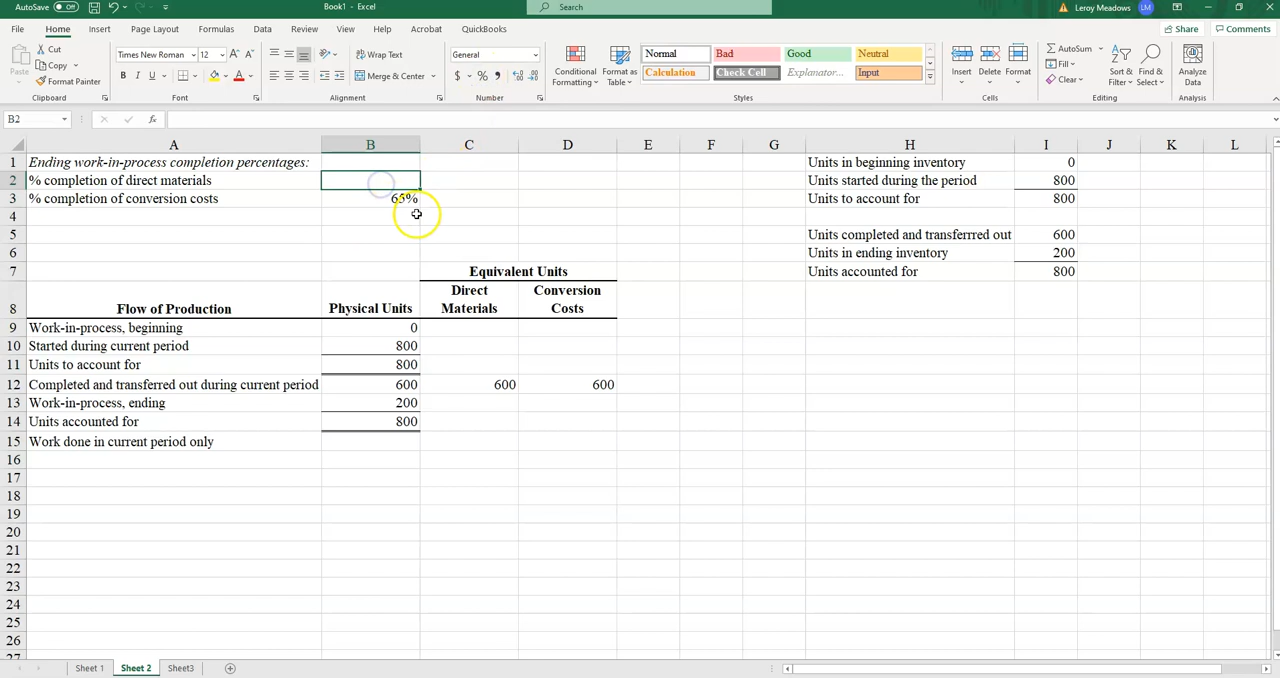 AutoSave Off
Book1 - Excel
Search
Leroy Meadows LM
File Home Insert Page Layout Formulas Data Review View Help Acrobat QuickBooks
Share Comments
Paste
Cut
Copy
Format Painter
Clipboard
Times New Roman 12
B I U
Font
Wrap Text
Merge & Center
Alignment
General
$ % ,
Number
Conditional Formatting
Format as Table
Normal Bad Good Neutral
Calculation Check Cell Explanator... Input
Styles
Insert Delete Format
Cells
AutoSum
Fill
Clear
Sort & Filter
Find & Select
Editing
Analyze Data
Analysis
B2 fx
A B C D E F G H I J K L
1 Ending work-in-process completion percentages: Units in beginning inventory 0
2 % completion of direct materials Units started during the period 800
3 % completion of conversion costs 65% Units to account for 800
4
5 Units completed and transferrred out 600
6 Units in ending inventory 200
7 Equivalent Units Units accounted for 800
8 Flow of Production Physical Units Direct Materials Conversion Costs
9 Work-in-process, beginning 0
10 Started during current period 800
11 Units to account for 800
12 Completed and transferred out during current period 600 600 600
13 Work-in-process, ending 200
14 Units accounted for 800
15 Work done in current period only
16
17
18
19
20
21
22
23
24
25
26
27
Sheet 1 Sheet 2 Sheet3